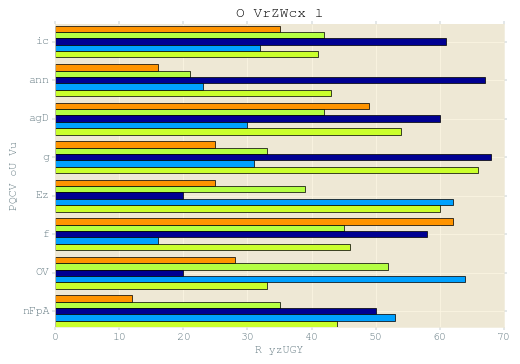 O VrZWcx 1
ic
ann
agD
g
Ez
f
OV
nFpA
PQCV oU Vu
0 10 20 30 40 50 60 70
R yzUGY